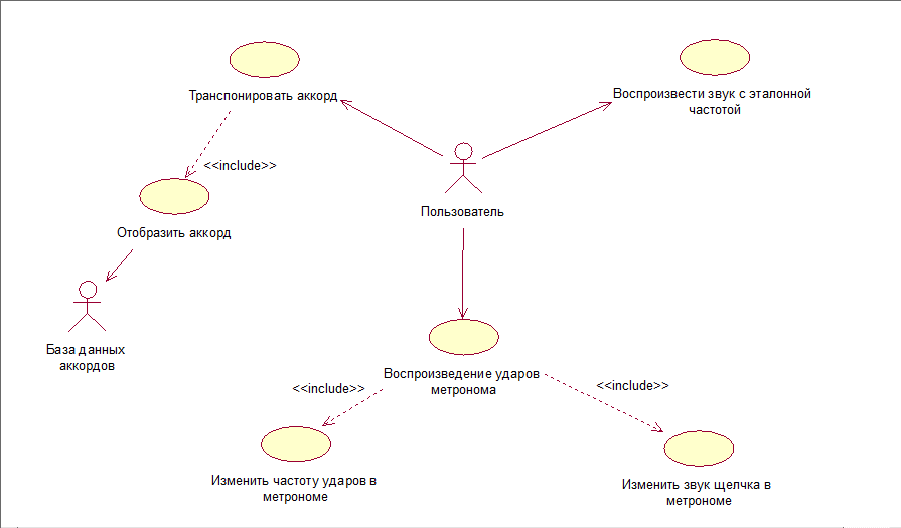 Транспонировать аккорд
Воспроизвести звук с эталонной
частотой
<<include>>
Пользователь
Отобразить аккорд
База данных
аккордов
Воспроизведение ударов
метронома
<<include>>
<<include>>
Изменить частоту ударов в
метрономе
Изменить звук щелчка в
метрономе